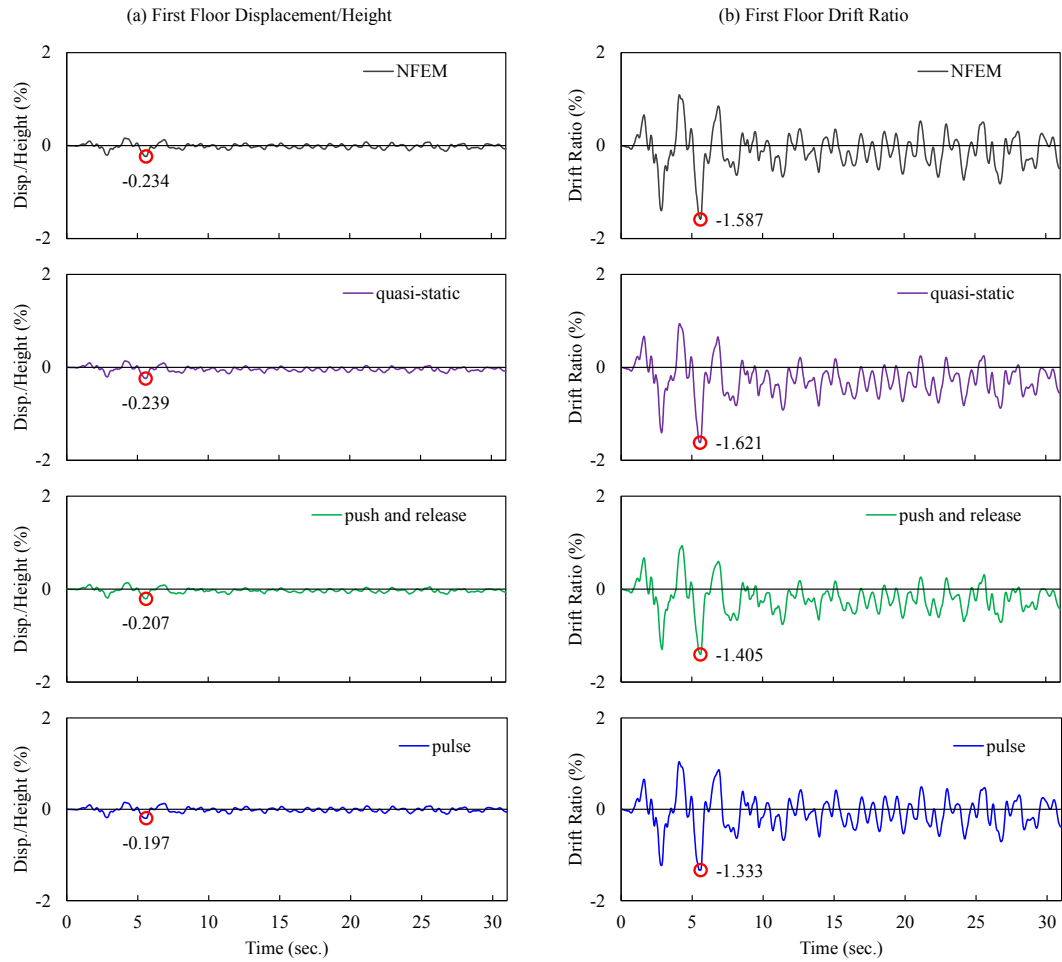 (a) First Floor Displacement/Height
2
NFEM
Disp./Height (%)
0
-0.234
-2
2
quasi-static
Disp./Height (%)
0
-0.239
-2
2
push and release
Disp./Height (%)
0
-0.207
-2
2
pulse
Disp./Height (%)
0
-0.197
-2
0 5 10 15 20 25 30
Time (sec.)
(b) First Floor Drift Ratio
2
NFEM
Drift Ratio (%)
0
-1.587
-2
2
quasi-static
Drift Ratio (%)
0
-1.621
-2
2
push and release
Drift Ratio (%)
0
-1.405
-2
2
pulse
Drift Ratio (%)
0
-1.333
-2
0 5 10 15 20 25 30
Time (sec.)